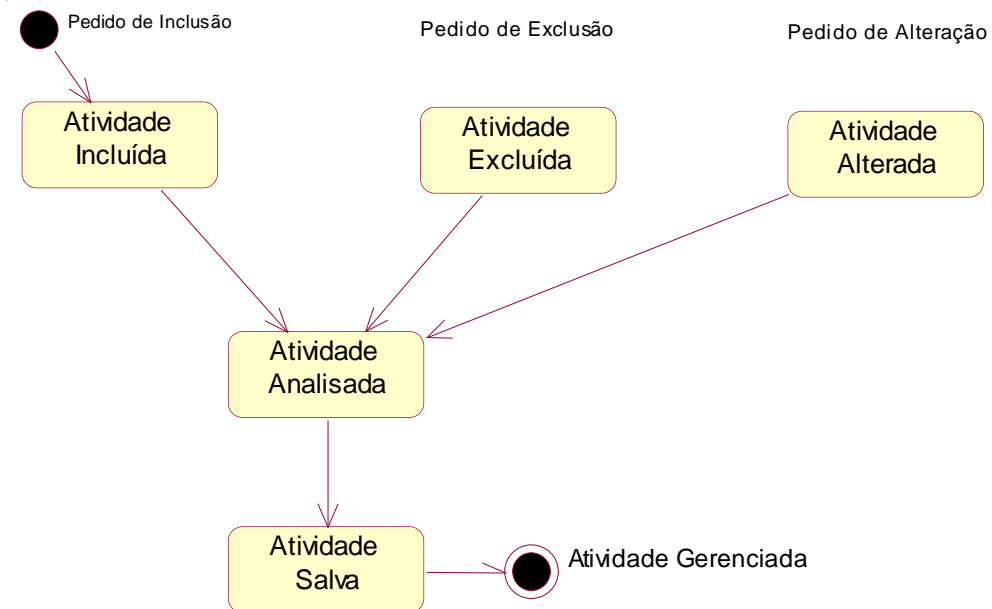 Pedido de Inclusão
Pedido de Exclusão
Pedido de Alteração
Atividade
Incluída
Atividade
Excluída
Atividade
Alterada
Atividade
Analisada
Atividade
Salva
Atividade Gerenciada